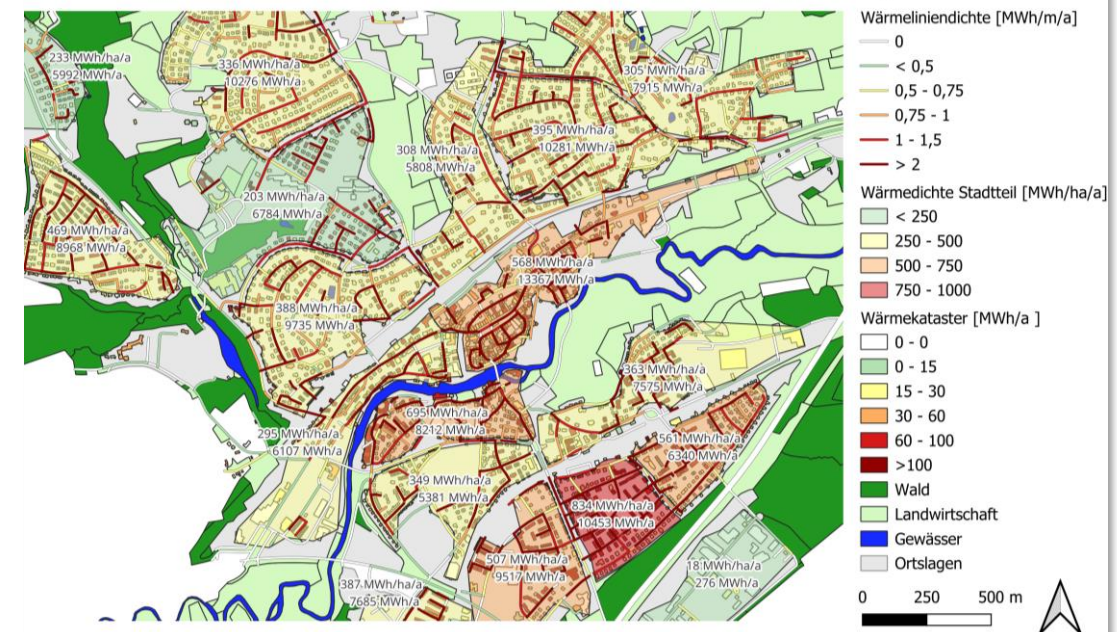 233 MWh/ha/a
5992 MWh/a
336 MWh/ha/a
10276 MWh/a
305 MWh/ha/a
7915 MWh/a
395 MWh/ha/a
10281 MWh/a
308 MWh/ha/a
5808 MWh/a
203 MWh/ha/a
6784 MWh/a
469 MWh/ha/a
8968 MWh/a
568 MWh/ha/a
13367 MWh/a
388 MWh/ha/a
9735 MWh/a
363 MWh/ha/a
7575 MWh/a
695 MWh/ha/a
8212 MWh/a
295 MWh/ha/a
6107 MWh/a
561 MWh/ha/a
6340 MWh/a
349 MWh/ha/a
5381 MWh/a
834 MWh/ha/a
10453 MWh/a
507 MWh/ha/a
9517 MWh/a
18 MWh/ha/a
276 MWh/a
387 MWh/ha/a
7685 MWh/a
Wärmeliniendichte [MWh/m/a]
0
< 0,5
0,5 - 0,75
0,75 - 1
1 - 1,5
> 2
Wärmedichte Stadtteil [MWh/ha/a]
< 250
250 - 500
500 - 750
750 - 1000
Wärmekataster [MWh/a ]
0 - 0
0 - 15
15 - 30
30 - 60
60 - 100
>100
Wald
Landwirtschaft
Gewässer
Ortslagen
0 250 500 m